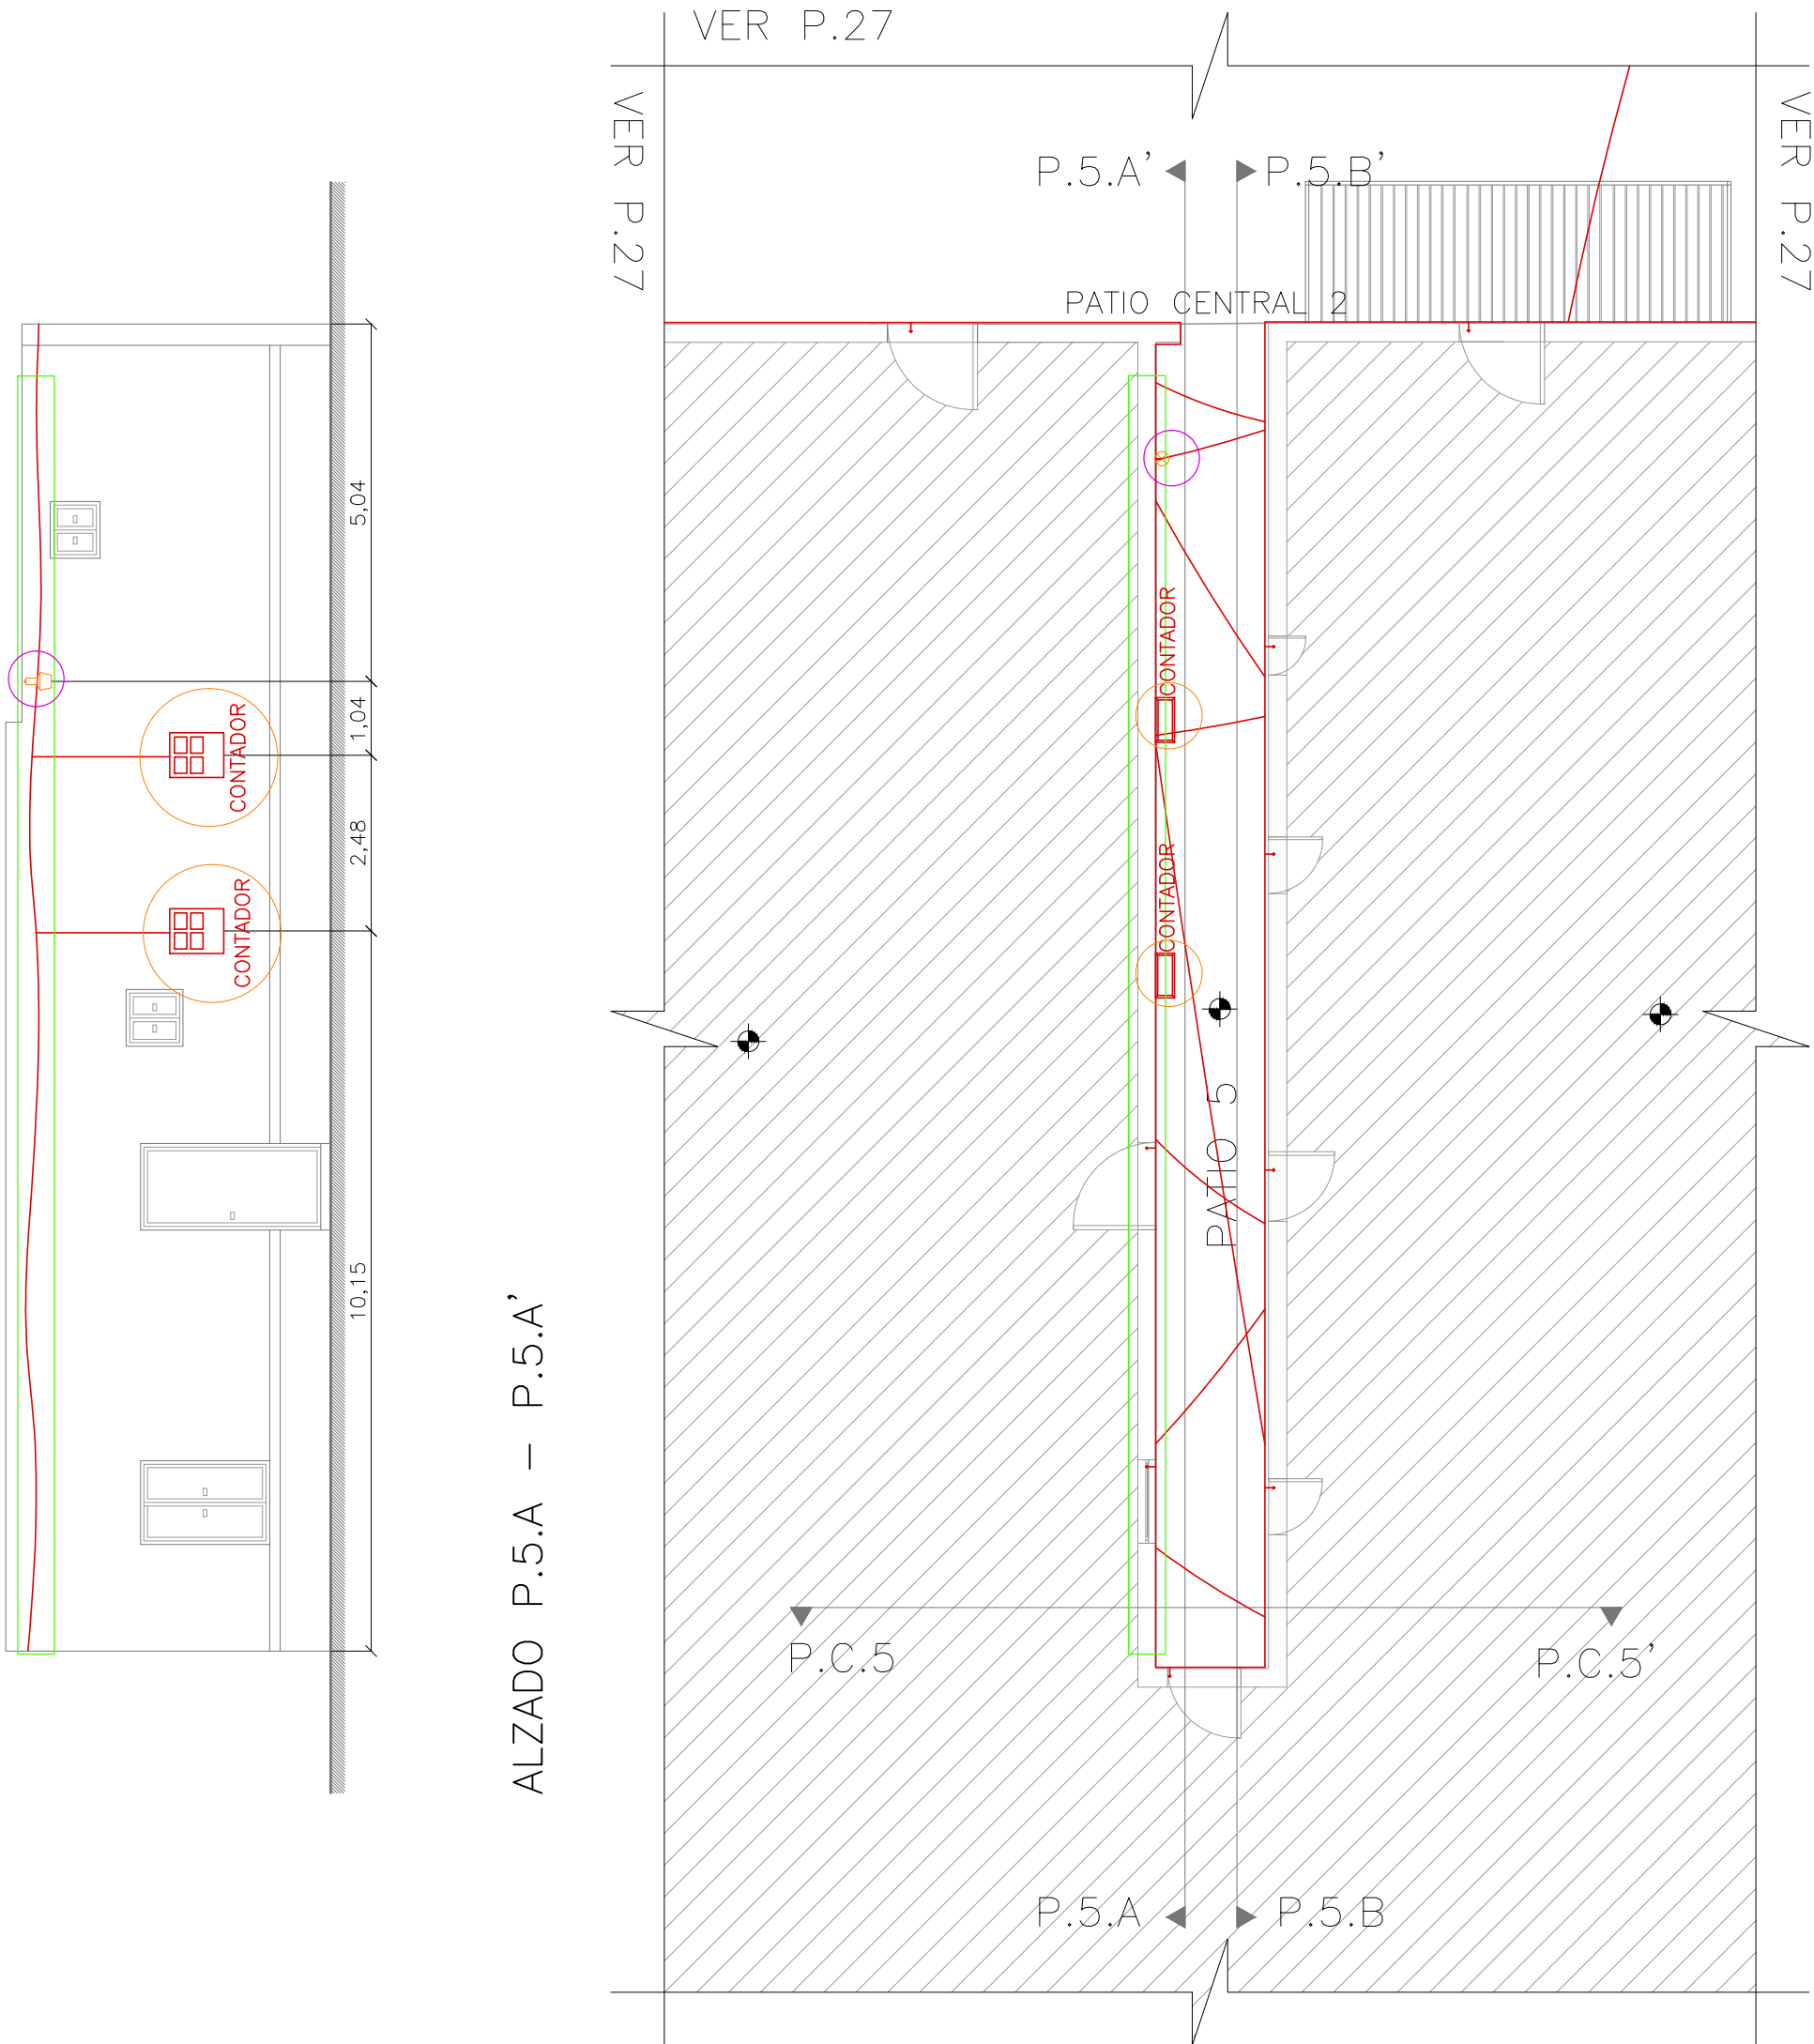 VER P.27
VER P.27
VER P.27
P.5.A'
P.5.B'
PATIO CENTRAL 2
5,04
1,04
2,48
10,15
CONTADOR
CONTADOR
ALZADO P.5.A – P.5.A'
CONTADOR
CONTADOR
PATIO 5
P.C.5
P.C.5'
P.5.A
P.5.B